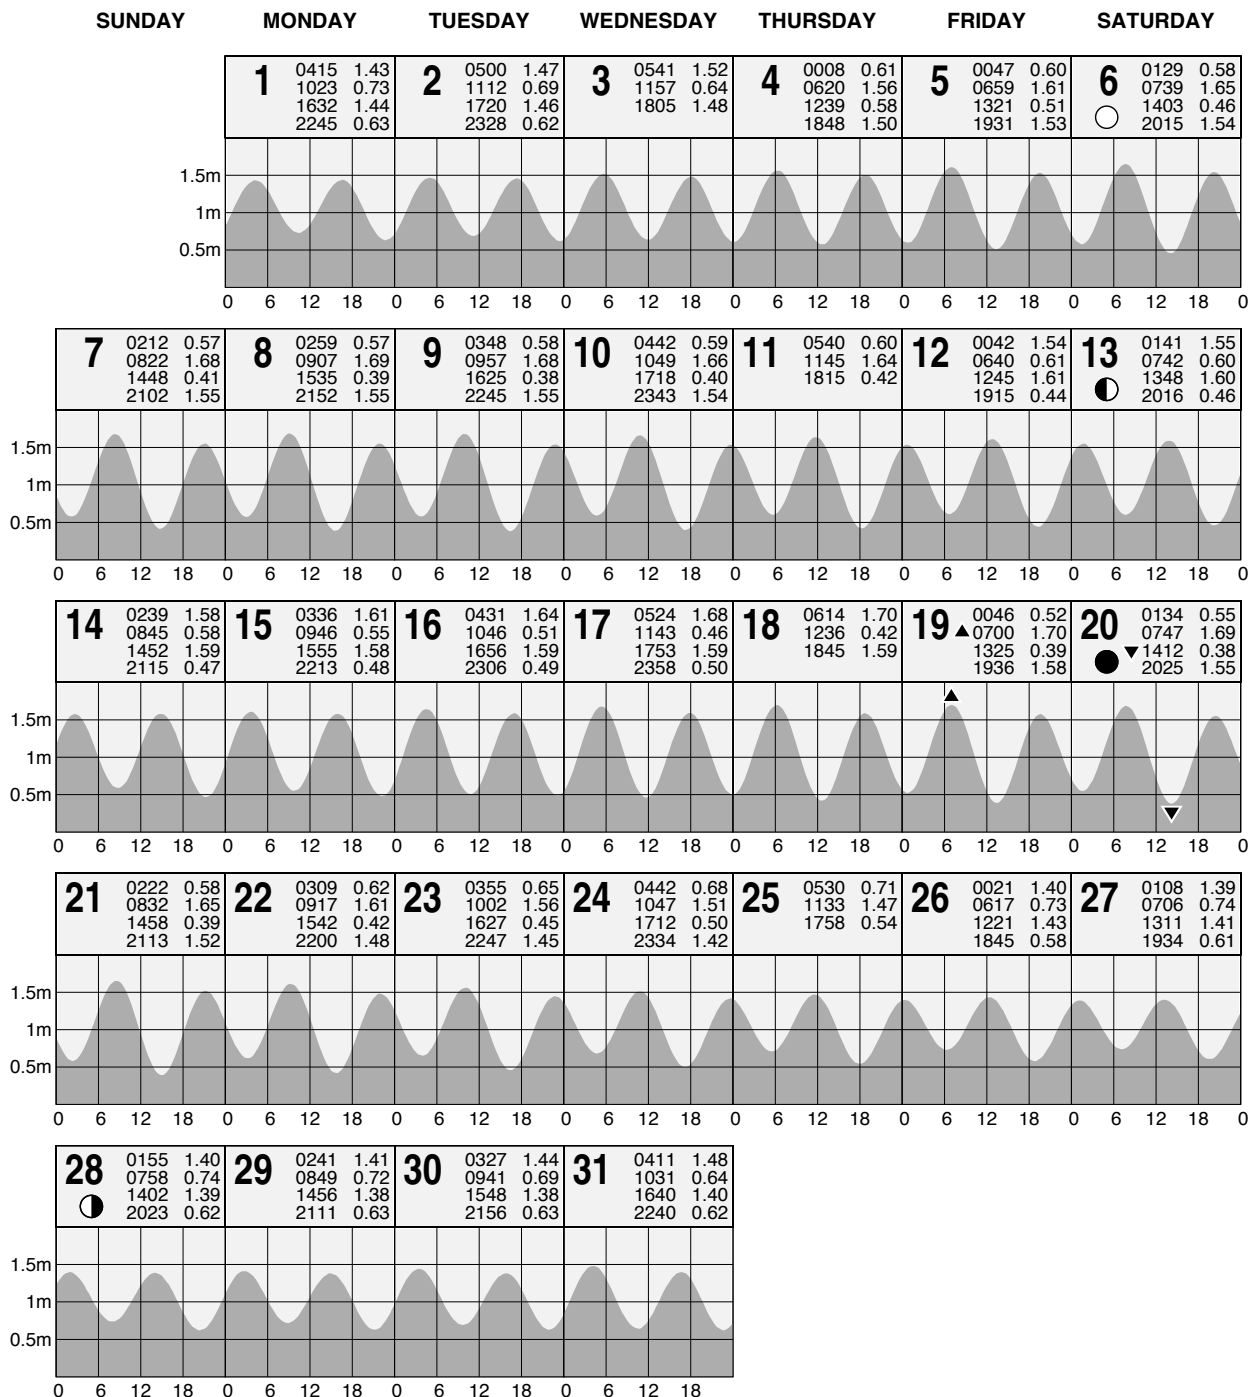 SUNDAY MONDAY TUESDAY WEDNESDAY THURSDAY FRIDAY SATURDAY
1 0415 1.43 2 0500 1.47 3 0541 1.52 4 0008 0.61 5 0047 0.60 6 0129 0.58
1023 0.73 1112 0.69 1157 0.64 0620 1.56 0659 1.61 0739 1.65
1632 1.44 1720 1.46 1805 1.48 1239 0.58 1321 0.51 1403 0.46
2245 0.63 2328 0.62 1848 1.50 1931 1.53 2015 1.54
1.5m
1m
0.5m
0 6 12 18 0 6 12 18 0 6 12 18 0 6 12 18 0 6 12 18 0 6 12 18 0
7 0212 0.57 8 0259 0.57 9 0348 0.58 10 0442 0.59 11 0540 0.60 12 0042 1.54 13 0141 1.55
0822 1.68 0907 1.69 0957 1.68 1049 1.66 1145 1.64 0640 0.61 0742 0.60
1448 0.41 1535 0.39 1625 0.38 1718 0.40 1815 0.42 1245 1.61 1348 1.60
2102 1.55 2152 1.55 2245 1.55 2343 1.54 1915 0.44 2016 0.46
1.5m
1m
0.5m
0 6 12 18 0 6 12 18 0 6 12 18 0 6 12 18 0 6 12 18 0 6 12 18 0 6 12 18 0
14 0239 1.58 15 0336 1.61 16 0431 1.64 17 0524 1.68 18 0614 1.70 19 0046 0.52 20 0134 0.55
0845 0.58 0946 0.55 1046 0.51 1143 0.46 1236 0.42 0700 1.70 0747 1.69
1452 1.59 1555 1.58 1656 1.59 1753 1.59 1845 1.59 1325 0.39 1412 0.38
2115 0.47 2213 0.48 2306 0.49 2358 0.50 1936 1.58 2025 1.55
1.5m
1m
0.5m
0 6 12 18 0 6 12 18 0 6 12 18 0 6 12 18 0 6 12 18 0 6 12 18 0 6 12 18 0
21 0222 0.58 22 0309 0.62 23 0355 0.65 24 0442 0.68 25 0530 0.71 26 0021 1.40 27 0108 1.39
0832 1.65 0917 1.61 1002 1.56 1047 1.51 1133 1.47 0617 0.73 0706 0.74
1458 0.39 1542 0.42 1627 0.45 1712 0.50 1758 0.54 1221 1.43 1311 1.41
2113 1.52 2200 1.48 2247 1.45 2334 1.42 1845 0.58 1934 0.61
1.5m
1m
0.5m
0 6 12 18 0 6 12 18 0 6 12 18 0 6 12 18 0 6 12 18 0 6 12 18 0 6 12 18 0
28 0155 1.40 29 0241 1.41 30 0327 1.44 31 0411 1.48
0758 0.74 0849 0.72 0941 0.69 1031 0.64
1402 1.39 1456 1.38 1548 1.38 1640 1.40
2023 0.62 2111 0.63 2156 0.63 2240 0.62
1.5m
1m
0.5m
0 6 12 18 0 6 12 18 0 6 12 18 0 6 12 18 0